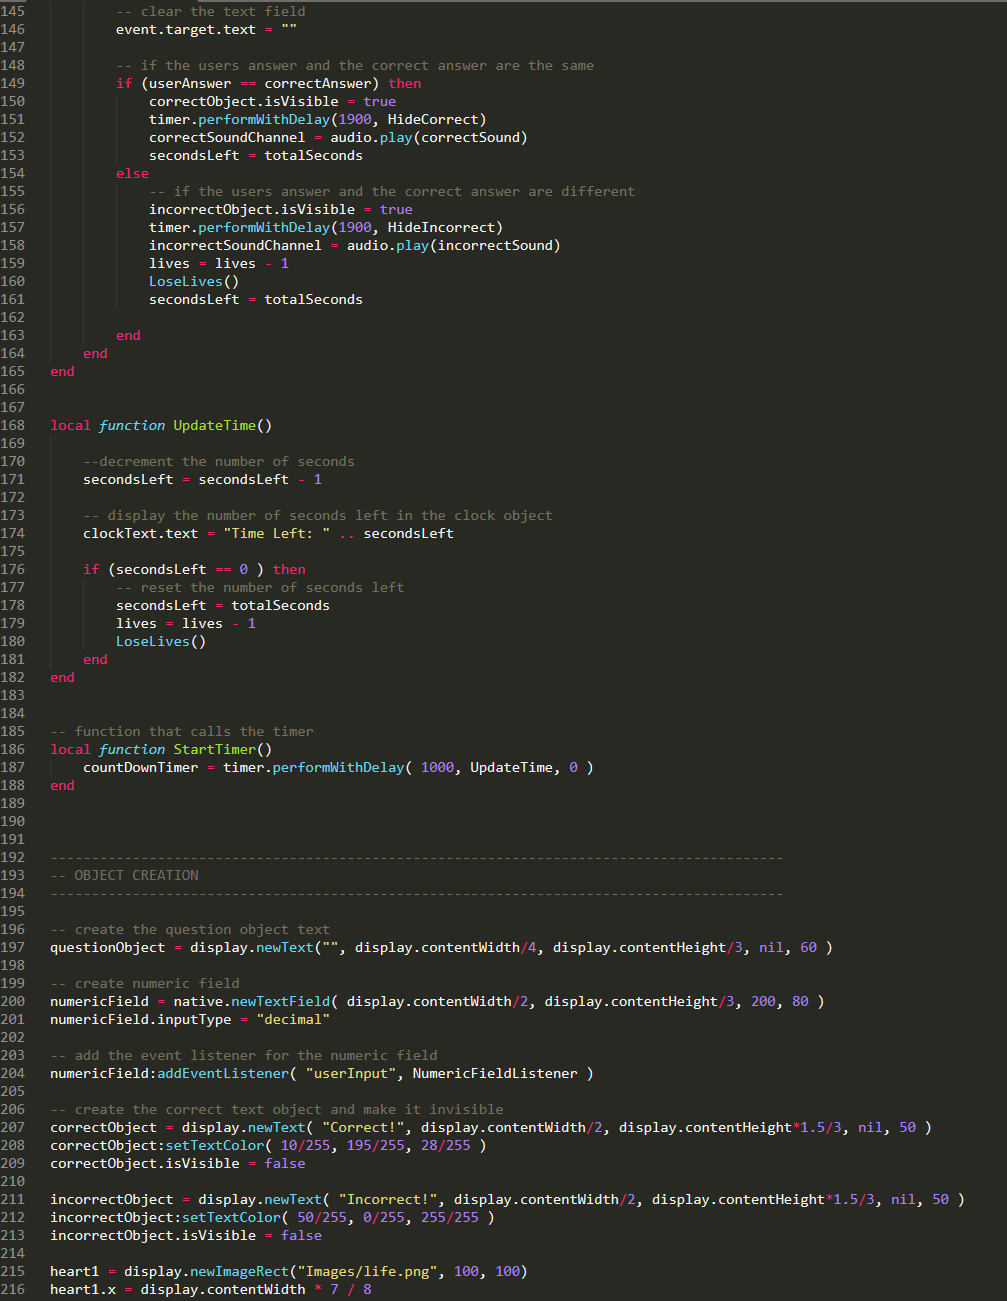 145         -- clear the text field
146         event.target.text = ""
147
148         -- if the users answer and the correct answer are the same
149         if (userAnswer == correctAnswer) then
150             correctObject.isVisible = true
151             timer.performWithDelay(1900, HideCorrect)
152             correctSoundChannel = audio.play(correctSound)
153             secondsLeft = totalSeconds
154         else
155             -- if the users answer and the correct answer are different
156             incorrectObject.isVisible = true
157             timer.performWithDelay(1900, HideIncorrect)
158             incorrectSoundChannel = audio.play(incorrectSound)
159             lives = lives - 1
160             LoseLives()
161             secondsLeft = totalSeconds
162
163         end
164     end
165 end
166
167
168 local function UpdateTime()
169
170     --decrement the number of seconds
171     secondsLeft = secondsLeft - 1
172
173     -- display the number of seconds left in the clock object
174     clockText.text = "Time Left: " .. secondsLeft
175
176     if (secondsLeft == 0 ) then
177         -- reset the number of seconds left
178         secondsLeft = totalSeconds
179         lives = lives - 1
180         LoseLives()
181     end
182 end
183
184
185 -- function that calls the timer
186 local function StartTimer()
187     countDownTimer = timer.performWithDelay( 1000, UpdateTime, 0 )
188 end
189
190
191
192 -----------------------------------------------------------------------------------------
193 -- OBJECT CREATION
194 -----------------------------------------------------------------------------------------
195
196 -- create the question object text
197 questionObject = display.newText("", display.contentWidth/4, display.contentHeight/3, nil, 60 )
198
199 -- create numeric field
200 numericField = native.newTextField( display.contentWidth/2, display.contentHeight/3, 200, 80 )
201 numericField.inputType = "decimal"
202
203 -- add the event listener for the numeric field
204 numericField:addEventListener( "userInput", NumericFieldListener )
205
206 -- create the correct text object and make it invisible
207 correctObject = display.newText( "Correct!", display.contentWidth/2, display.contentHeight*1.5/3, nil, 50 )
208 correctObject:setTextColor( 10/255, 195/255, 28/255 )
209 correctObject.isVisible = false
210
211 incorrectObject = display.newText( "Incorrect!", display.contentWidth/2, display.contentHeight*1.5/3, nil, 50 )
212 incorrectObject:setTextColor( 50/255, 0/255, 255/255 )
213 incorrectObject.isVisible = false
214
215 heart1 = display.newImageRect("Images/life.png", 100, 100)
216 heart1.x = display.contentWidth * 7 / 8